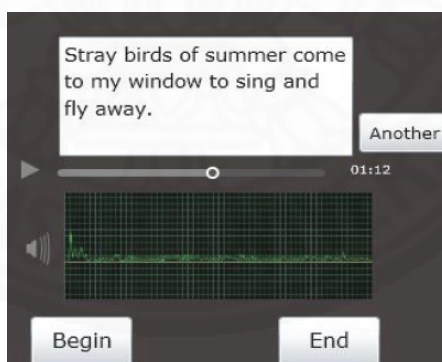 Stray birds of summer come
to my window to sing and
fly away.
Another
01:12
Begin
End